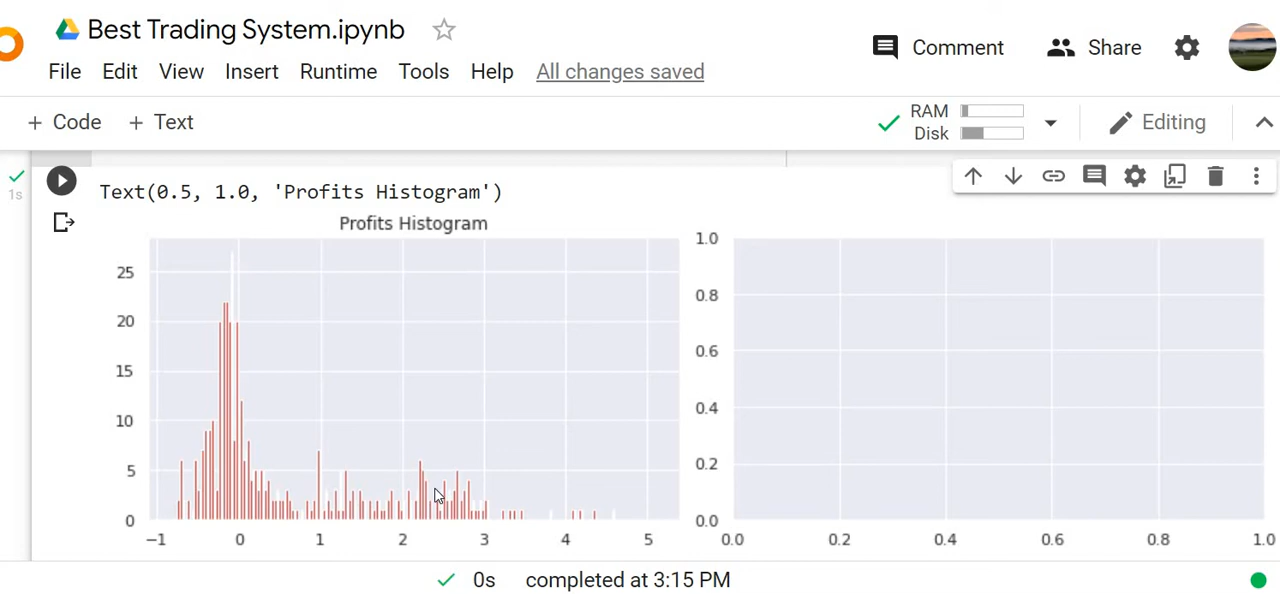 Best Trading System.ipynb
File Edit View Insert Runtime Tools Help All changes saved
Comment Share
+ Code + Text
RAM
Disk
Editing
1s
Text(0.5, 1.0, 'Profits Histogram')
Profits Histogram
25
20
15
10
5
0
−1 0 1 2 3 4 5
1.0
0.8
0.6
0.4
0.2
0.0
0.0 0.2 0.4 0.6 0.8 1.0
0s completed at 3:15 PM